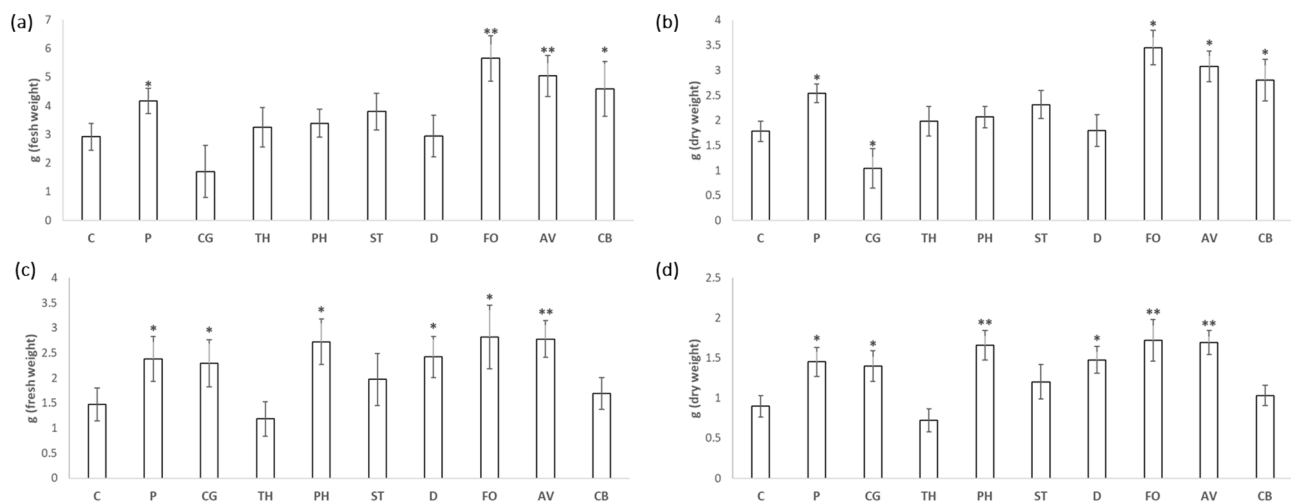 (a)
g (fesh weight)
7
6
5
4
3
2
1
0
* ** ** *
C P CG TH PH ST D FO AV CB
(b)
g (dry weight)
4
3.5
3
2.5
2
1.5
1
0.5
0
* * * * *
C P CG TH PH ST D FO AV CB
(c)
g (fresh weight)
4
3.5
3
2.5
2
1.5
1
0.5
0
* * * * * **
C P CG TH PH ST D FO AV CB
(d)
g (dry weight)
2.5
2
1.5
1
0.5
0
* * ** * ** **
C P CG TH PH ST D FO AV CB